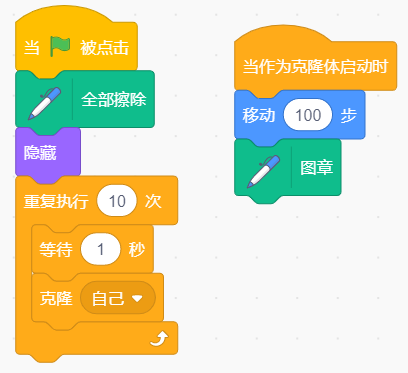 当 被点击
全部擦除
隐藏
重复执行 10 次
等待 1 秒
克隆 自己
当作为克隆体启动时
移动 100 步
图章